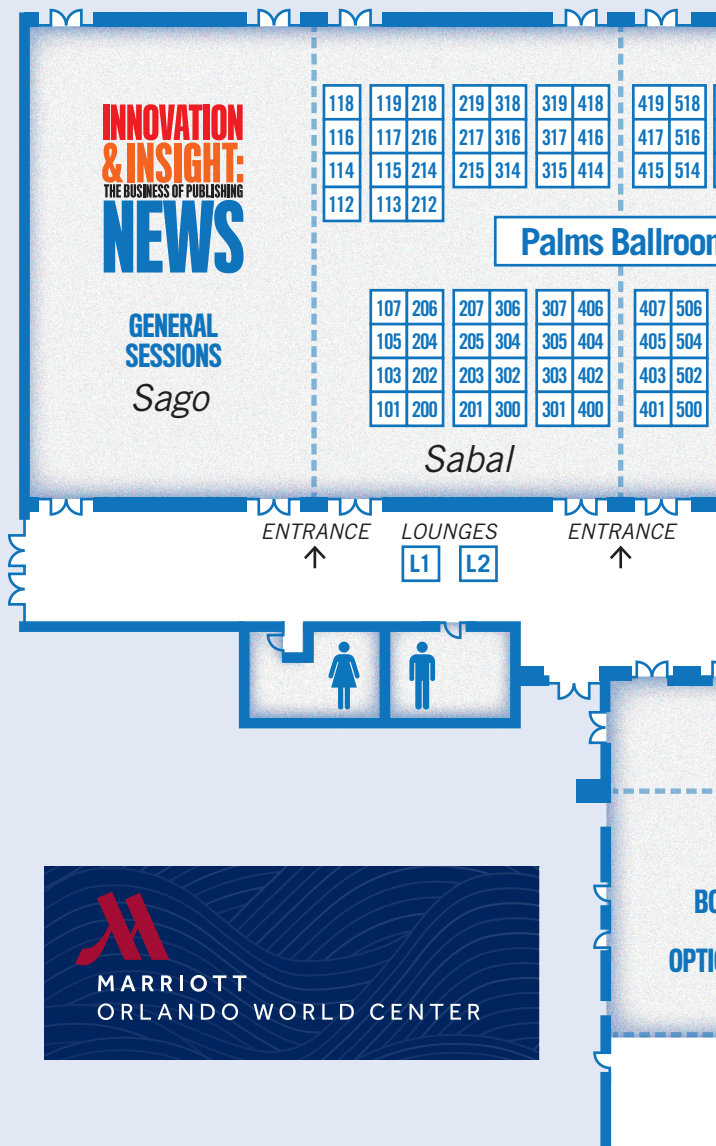 INNOVATION
& INSIGHT:
THE BUSINESS OF PUBLISHING
NEWS
GENERAL
SESSIONS
Sago
118 119 218 219 318 319 418 419 518
116 117 216 217 316 317 416 417 516
114 115 214 215 314 315 414 415 514
112 113 212
Palms Ballroom
107 206 207 306 307 406 407 506
105 204 205 304 305 404 405 504
103 202 203 302 303 402 403 502
101 200 201 300 301 400 401 500
Sabal
ENTRANCE LOUNGES ENTRANCE
L1 L2
BO
OPTIO
MARRIOTT
ORLANDO WORLD CENTER